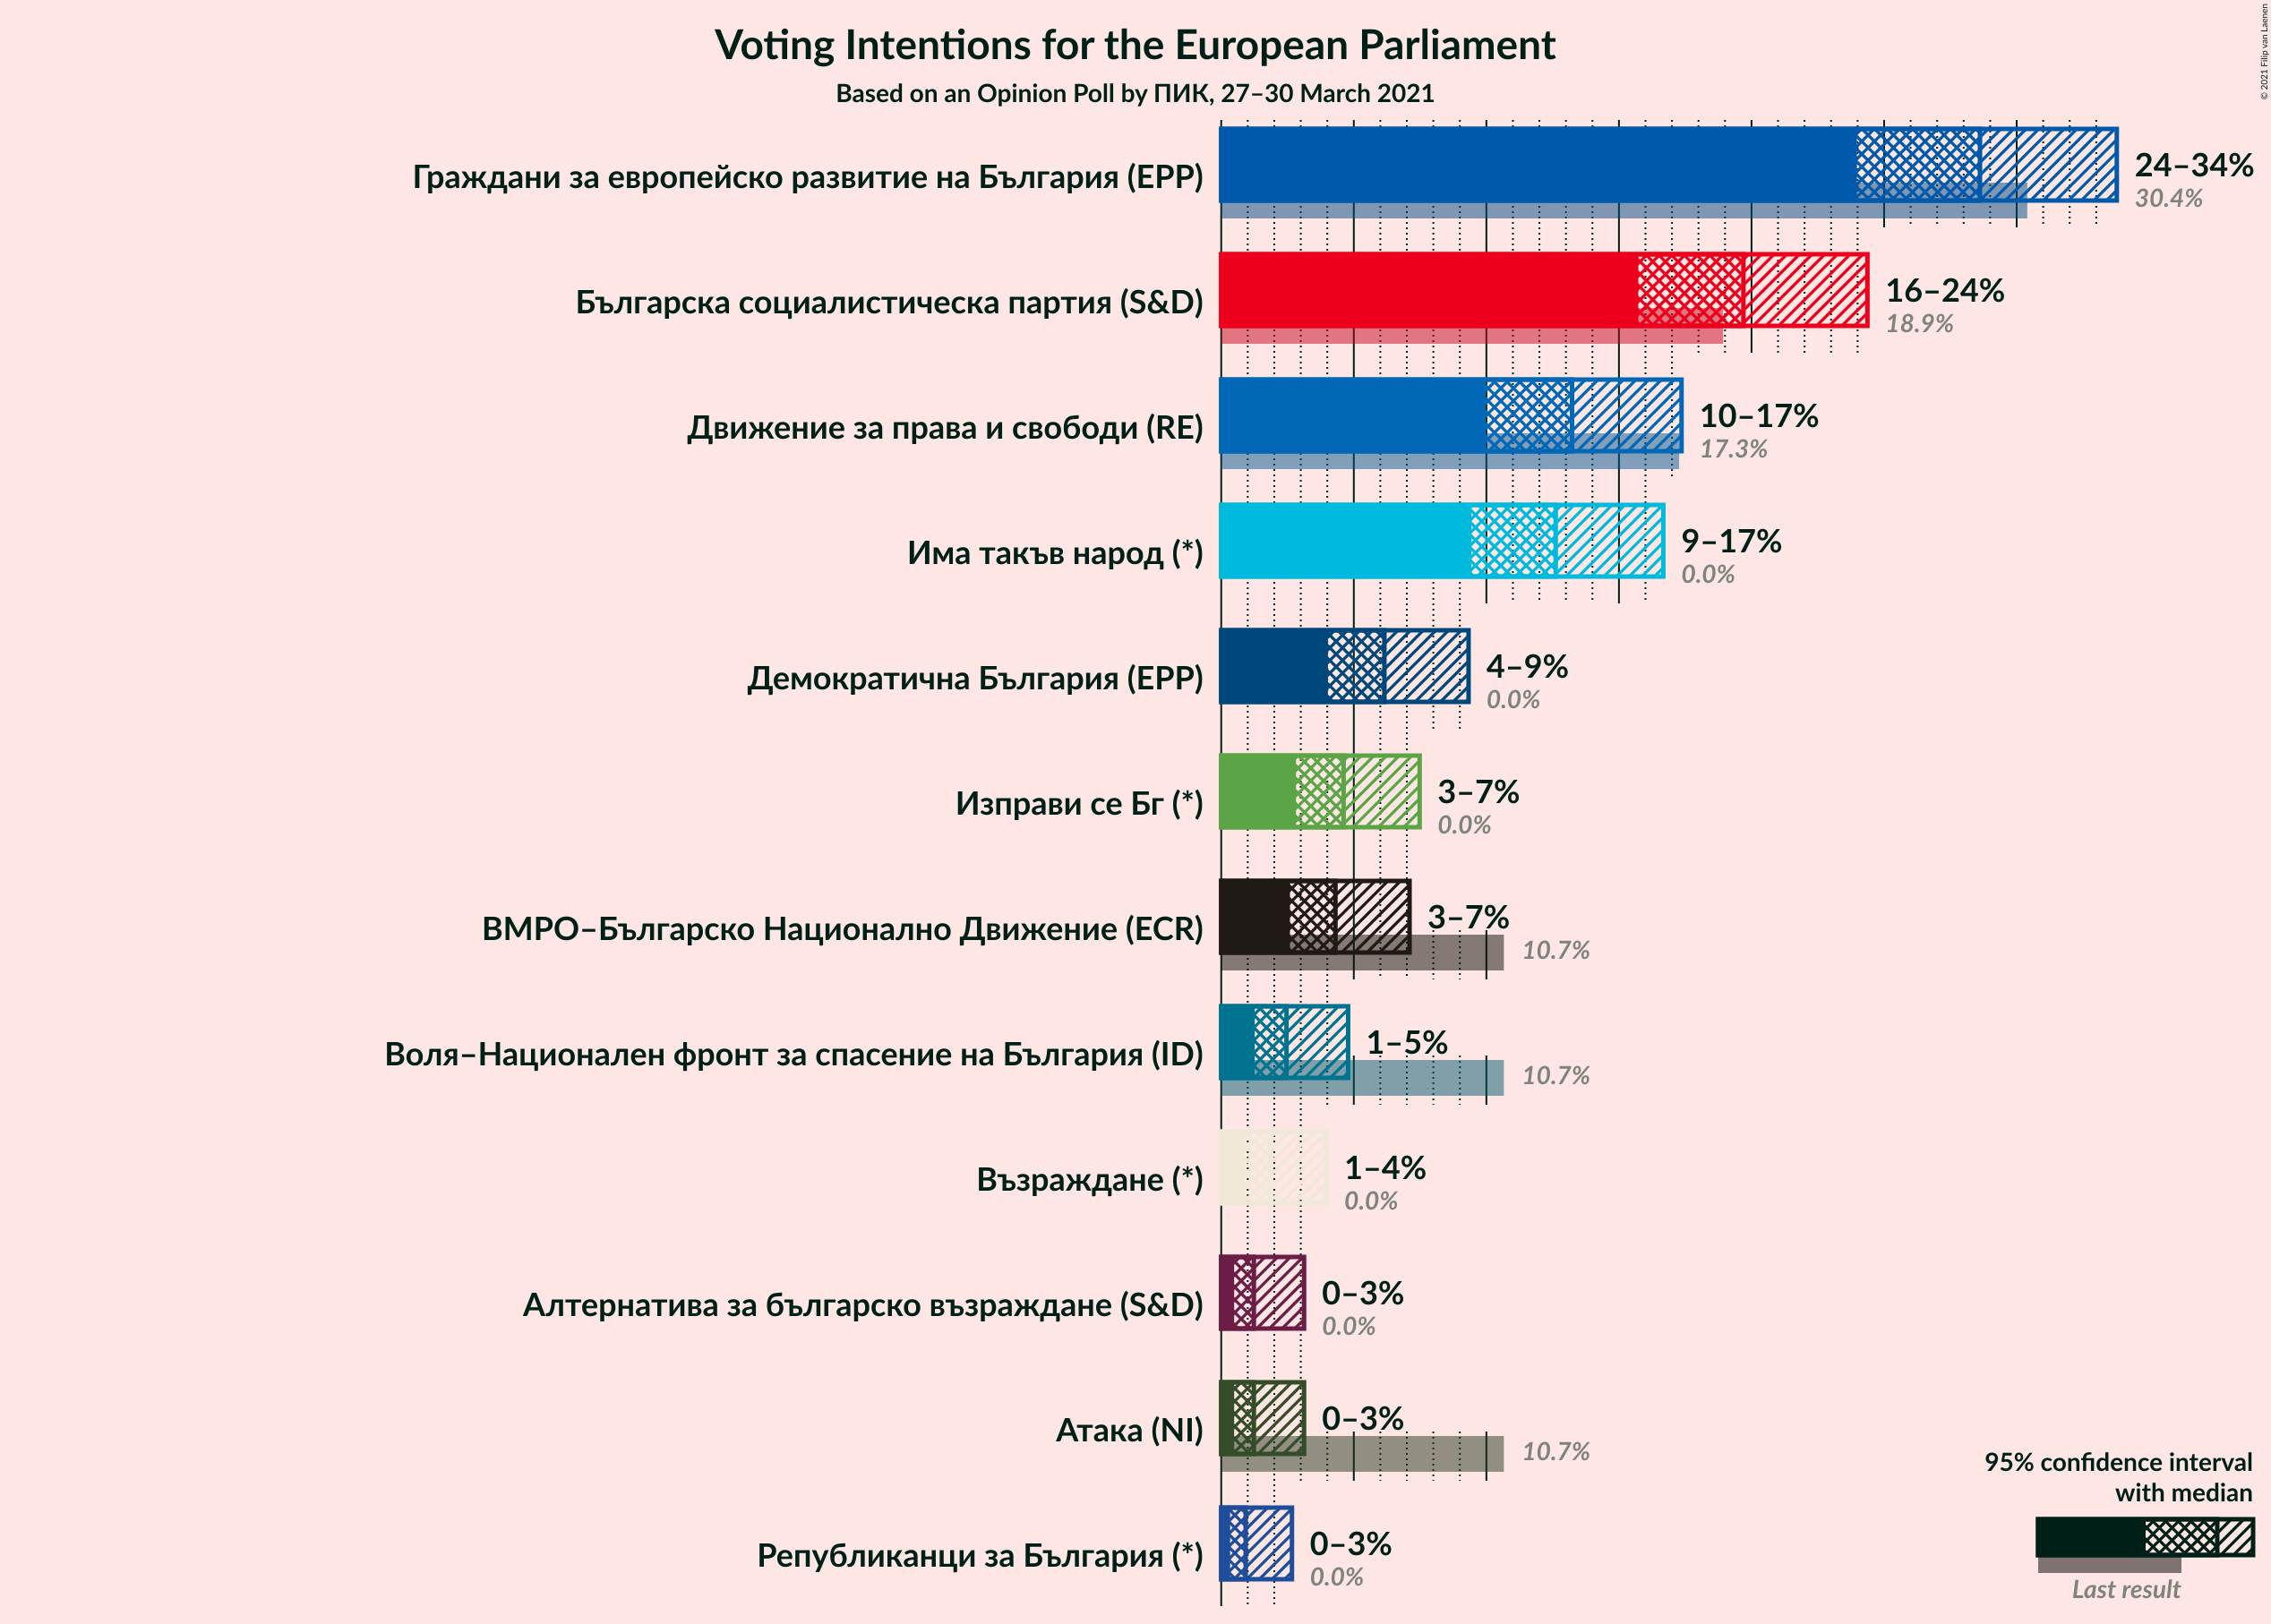 Voting Intentions for the European Parliament
Based on an Opinion Poll by ПИК, 27–30 March 2021
© 2021 Filip van Laenen
Граждани за европейско развитие на България (EPP)
24–34%
30.4%
Българска социалистическа партия (S&D)
16–24%
18.9%
Движение за права и свободи (RE)
10–17%
17.3%
Има такъв народ (*)
9–17%
0.0%
Демократична България (EPP)
4–9%
0.0%
Изправи се Бг (*)
3–7%
0.0%
ВМРО–Българско Национално Движение (ECR)
3–7%
10.7%
Воля–Национален фронт за спасение на България (ID)
1–5%
10.7%
Възраждане (*)
1–4%
0.0%
Алтернатива за българско възраждане (S&D)
0–3%
0.0%
Атака (NI)
0–3%
10.7%
Републиканци за България (*)
0–3%
0.0%
95% confidence interval
with median
Last result